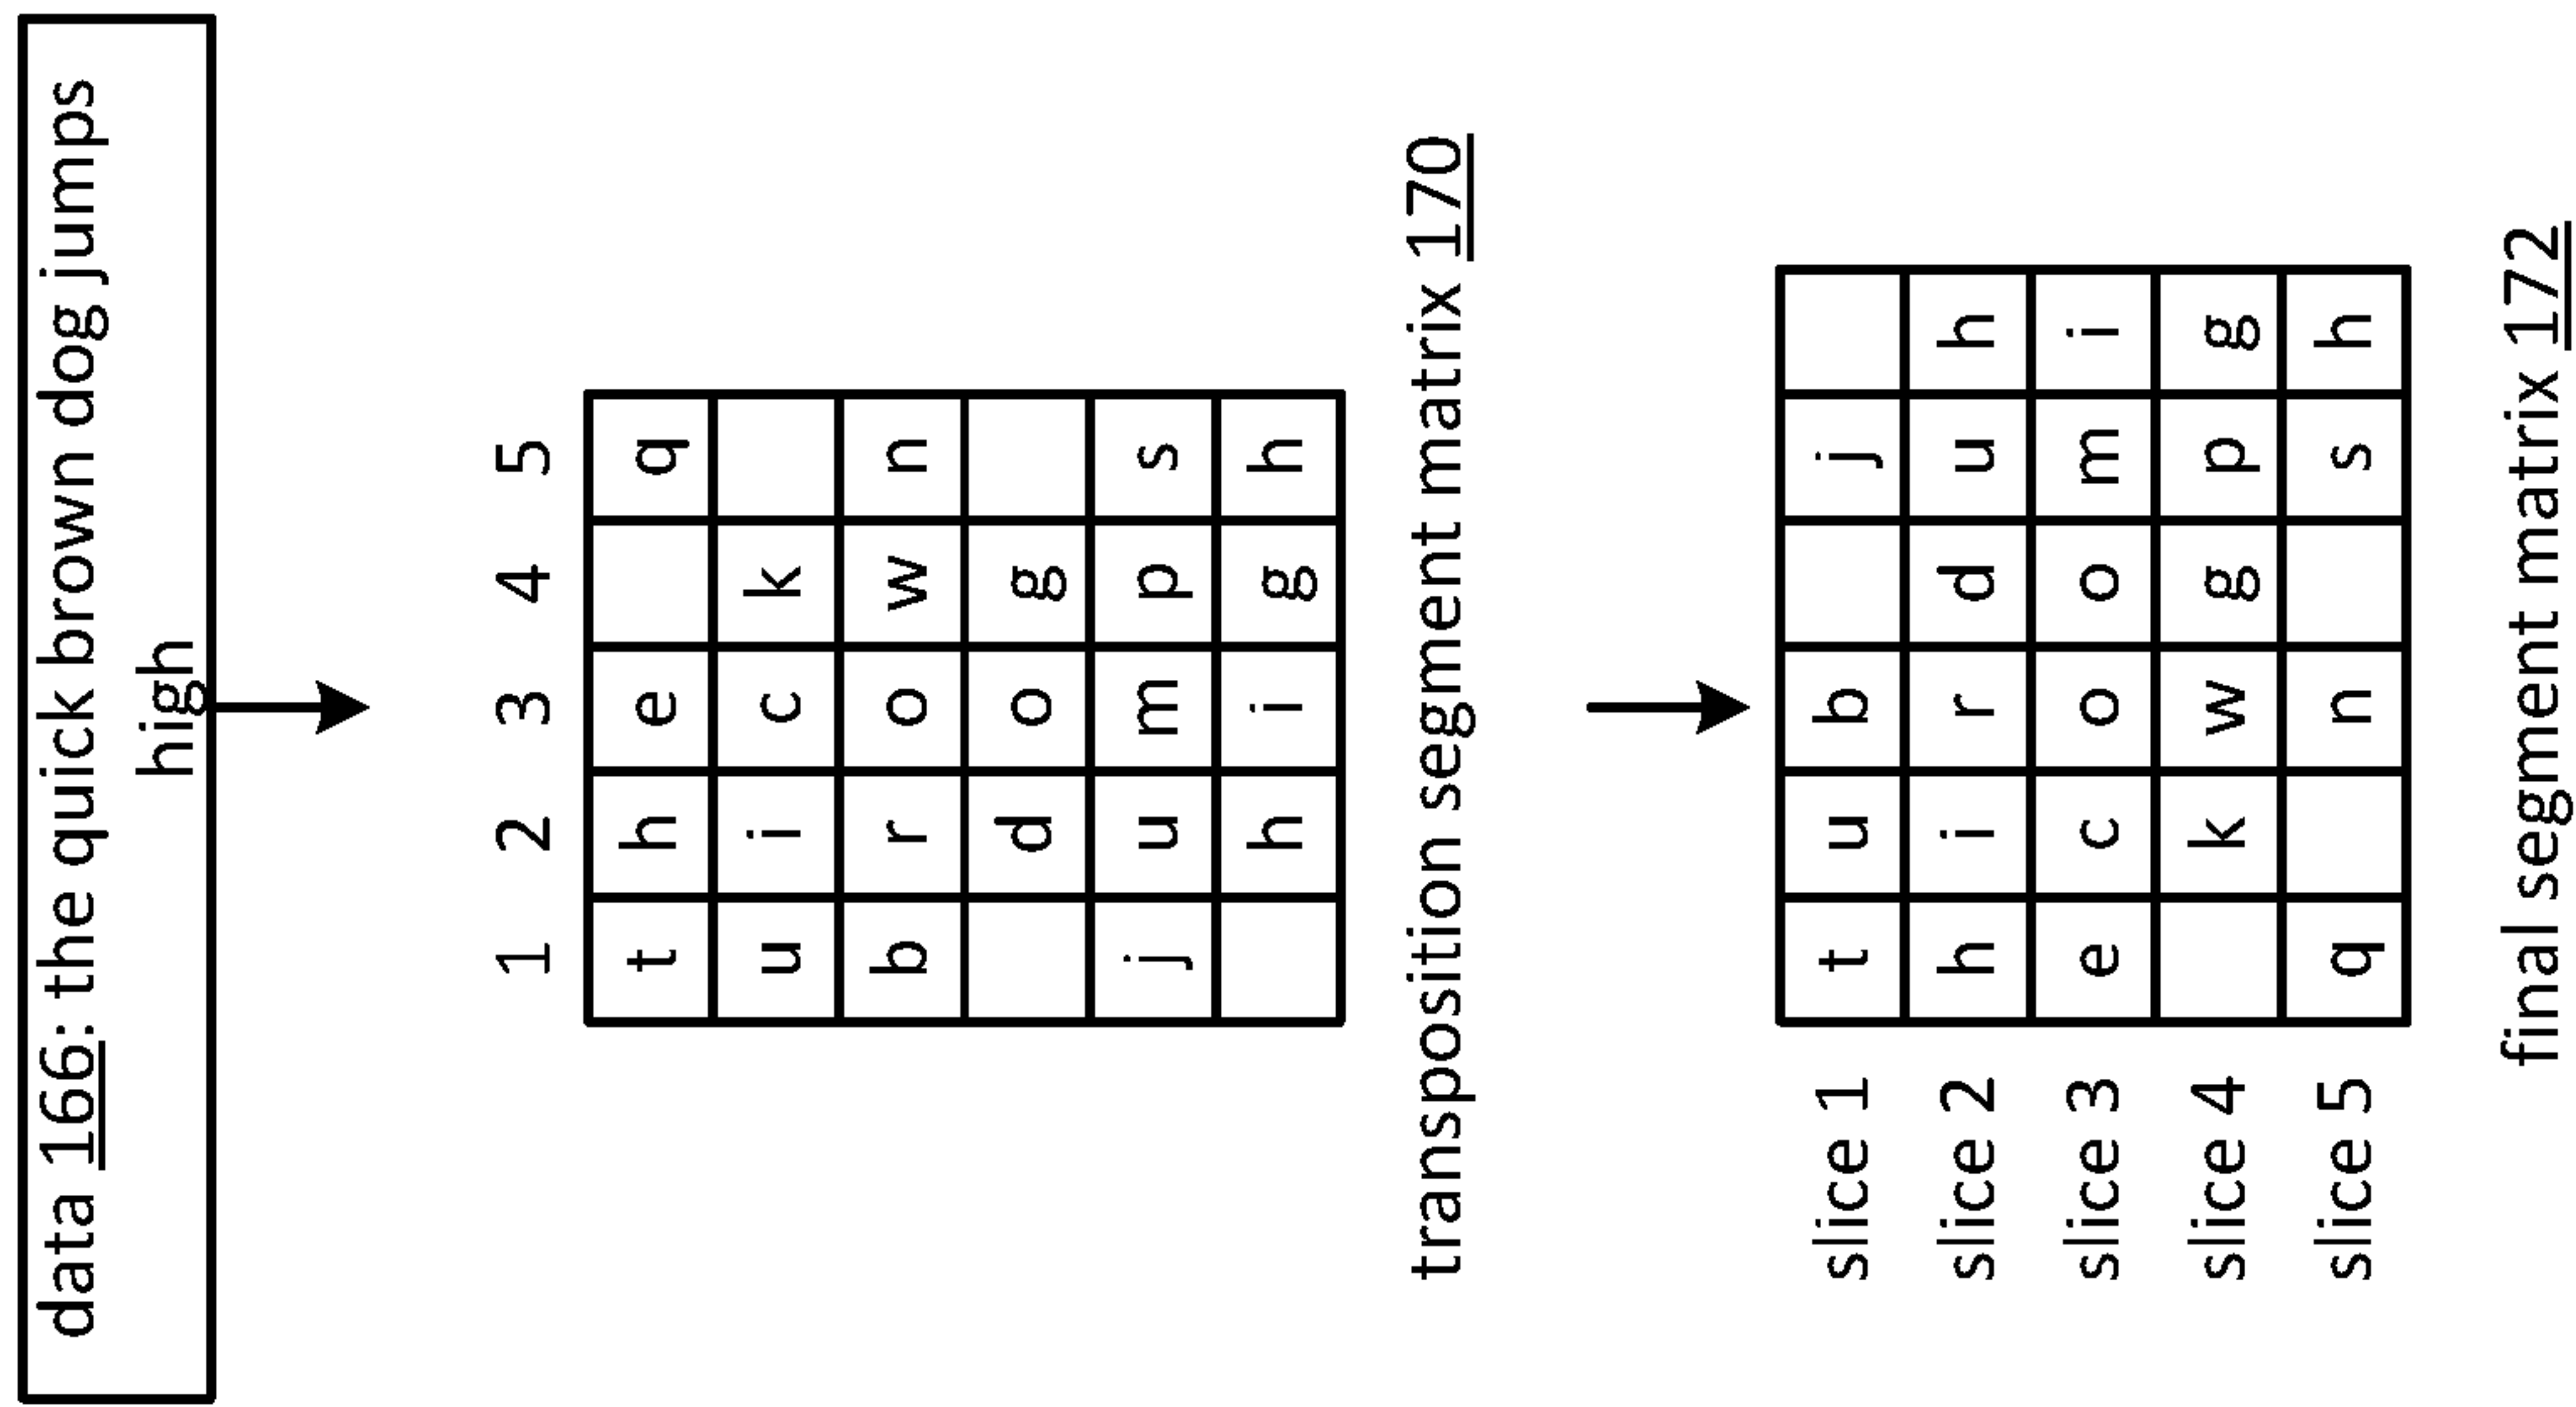 data 166: the quick brown dog jumps
high
1 2 3 4 5
t h e q
u i c k
b r o w n
d o g
j u m p s
h i g h
transposition segment matrix 170
slice 1 t u b j
slice 2 h i r d u h
slice 3 e c o o m i
slice 4 k w g p g
slice 5 q n s h
final segment matrix 172